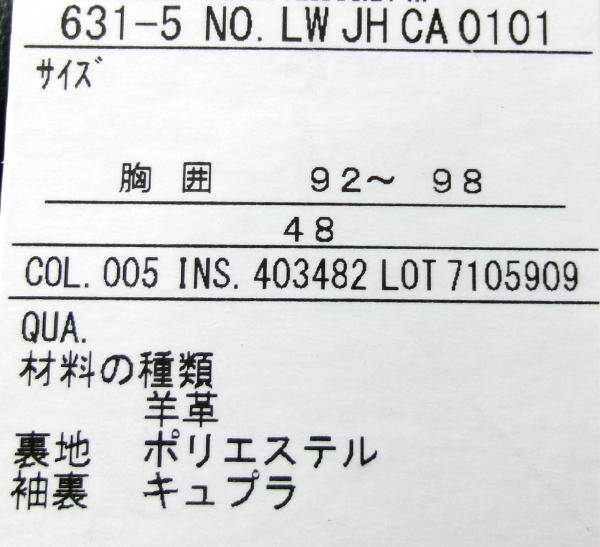 631-5 NO. LW JH CA 0101
サイズ
胸 囲 92～ 98
48
COL. 005 INS. 403482 LOT 7105909
QUA.
材料の種類
羊革
裏地 ポリエステル
袖裏 キュプラ